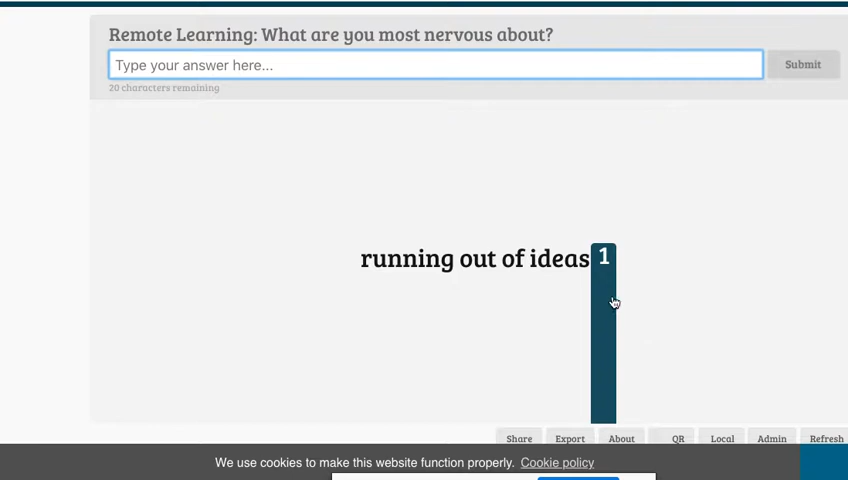 Remote Learning: What are you most nervous about?
Type your answer here...
Submit
20 characters remaining
running out of ideas 1
Share Export About QR Local Admin Refresh
We use cookies to make this website function properly. Cookie policy